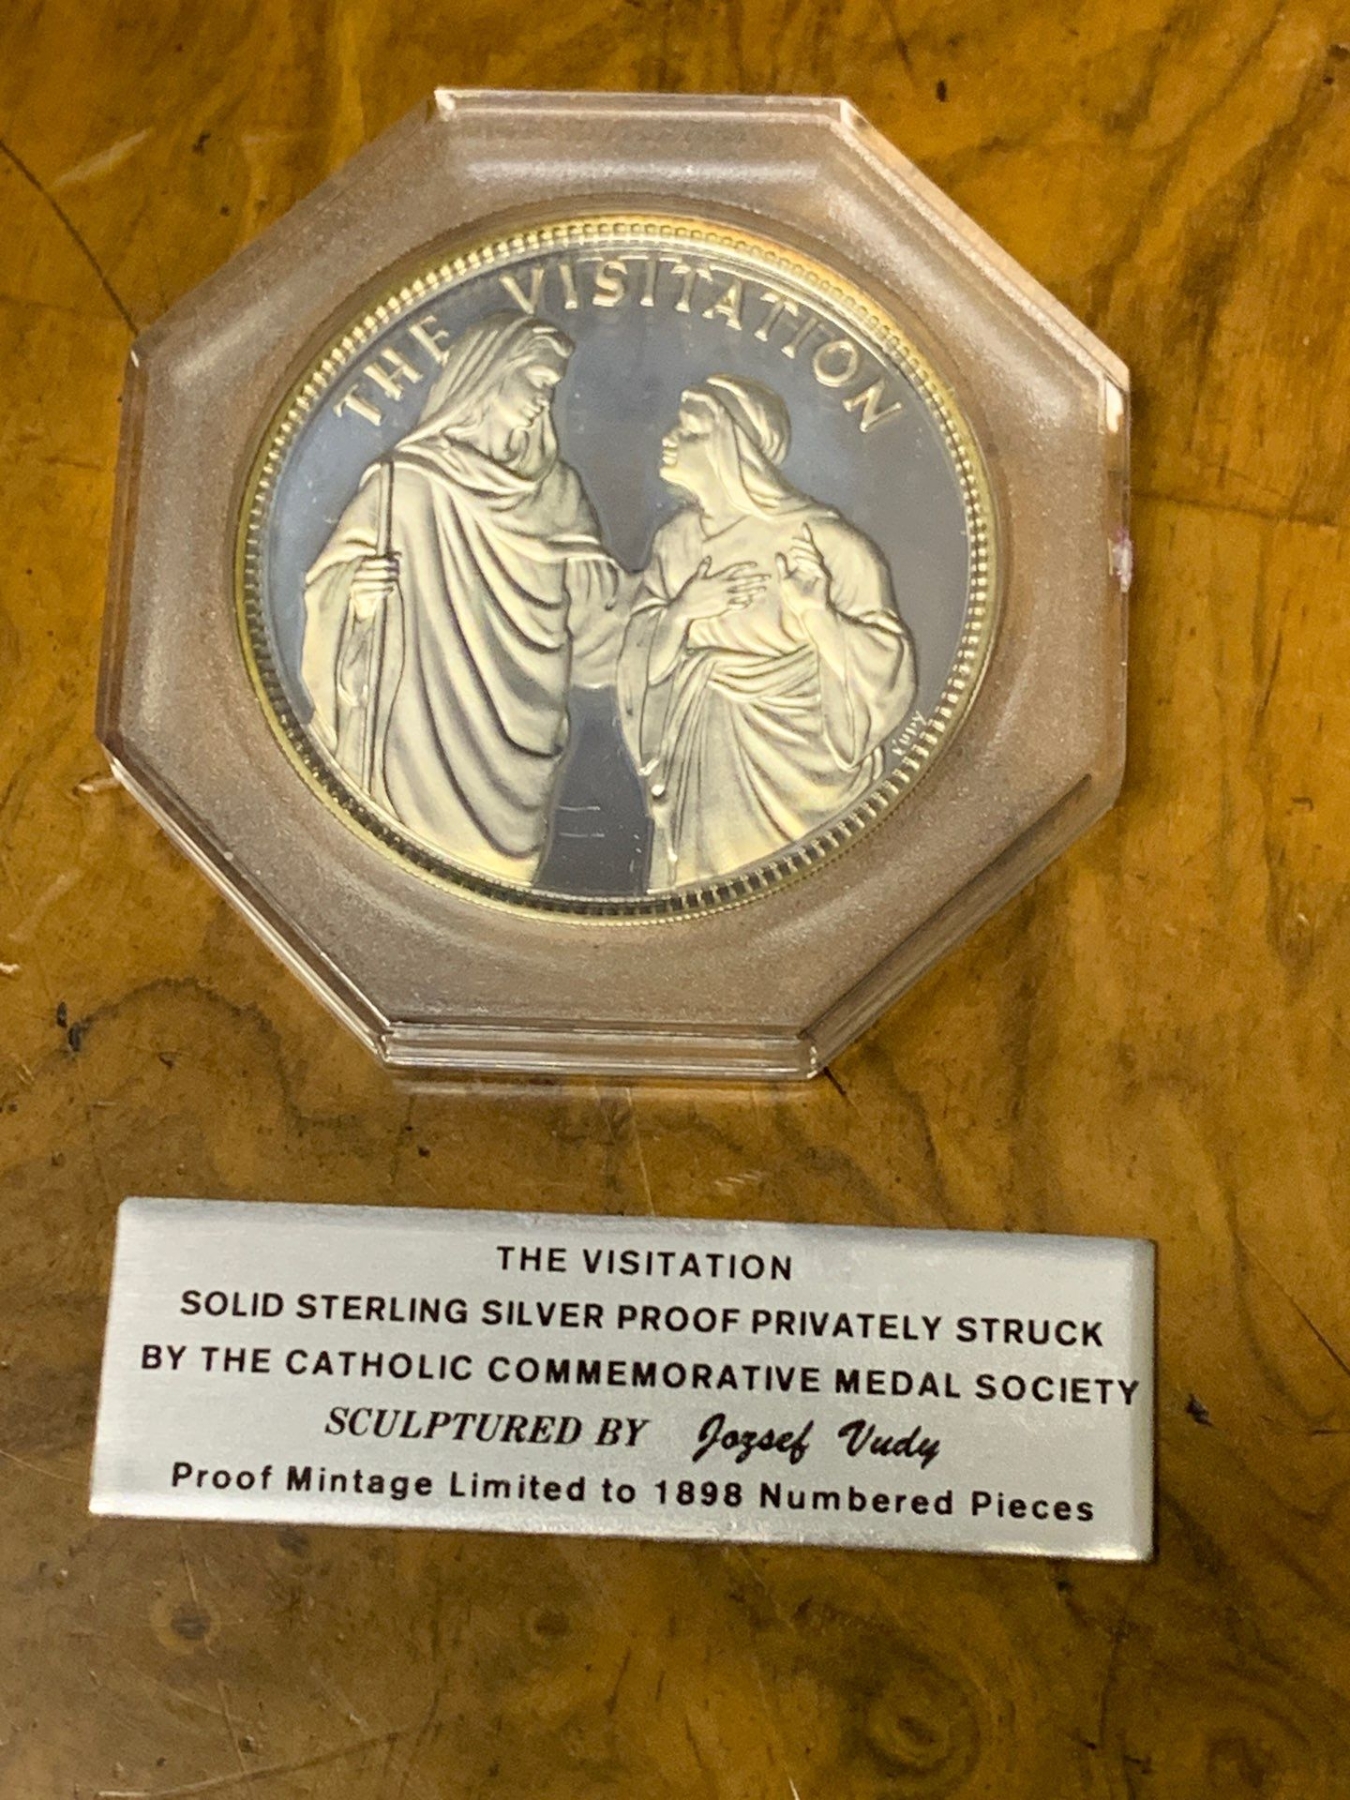 THE VISITATION
VUDY
THE VISITATION
SOLID STERLING SILVER PROOF PRIVATELY STRUCK
BY THE CATHOLIC COMMEMORATIVE MEDAL SOCIETY
SCULPTURED BY Jozsef Vudy
Proof Mintage Limited to 1898 Numbered Pieces